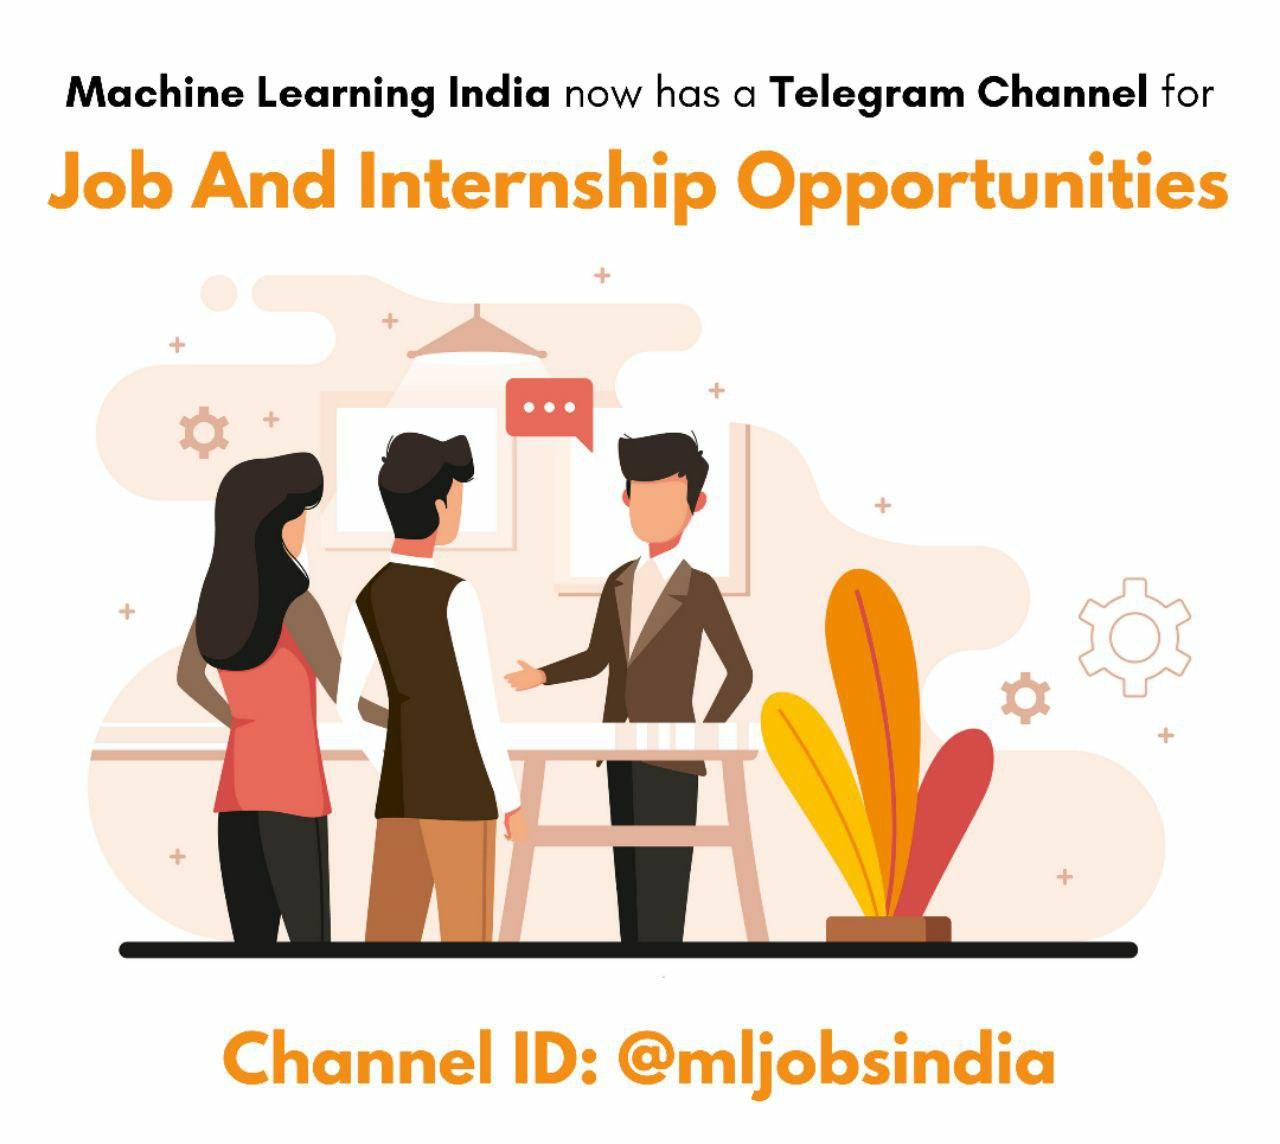 Machine Learning India now has a Telegram Channel for
Job And Internship Opportunities
Channel ID: @mljobsindia